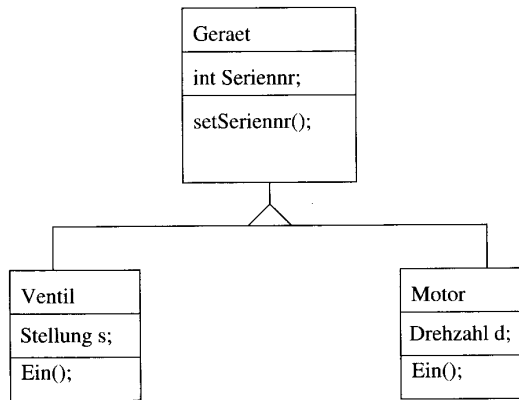 Geraet
int Seriennr;
setSeriennr();
Ventil
Stellung s;
Ein();
Motor
Drehzahl d;
Ein();